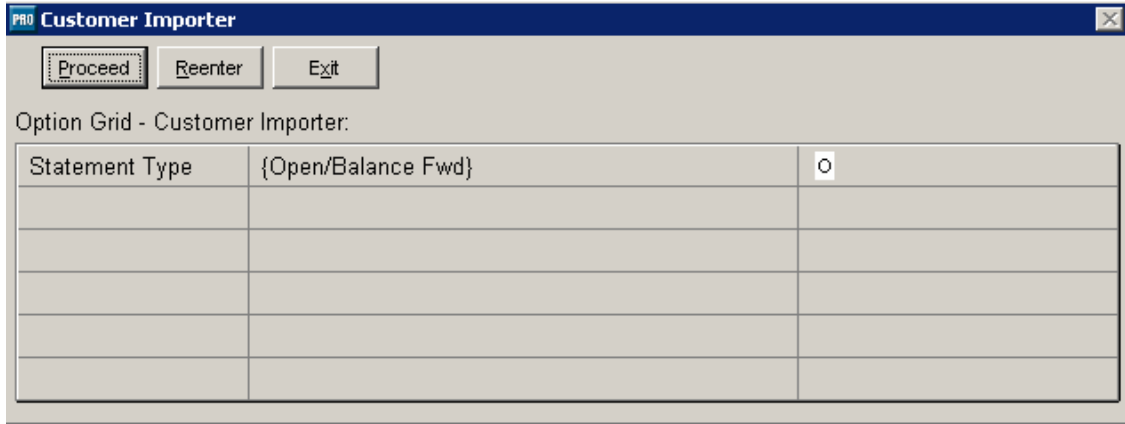 PRO Customer Importer
Proceed Reenter Exit
Option Grid - Customer Importer:
Statement Type {Open/Balance Fwd} O